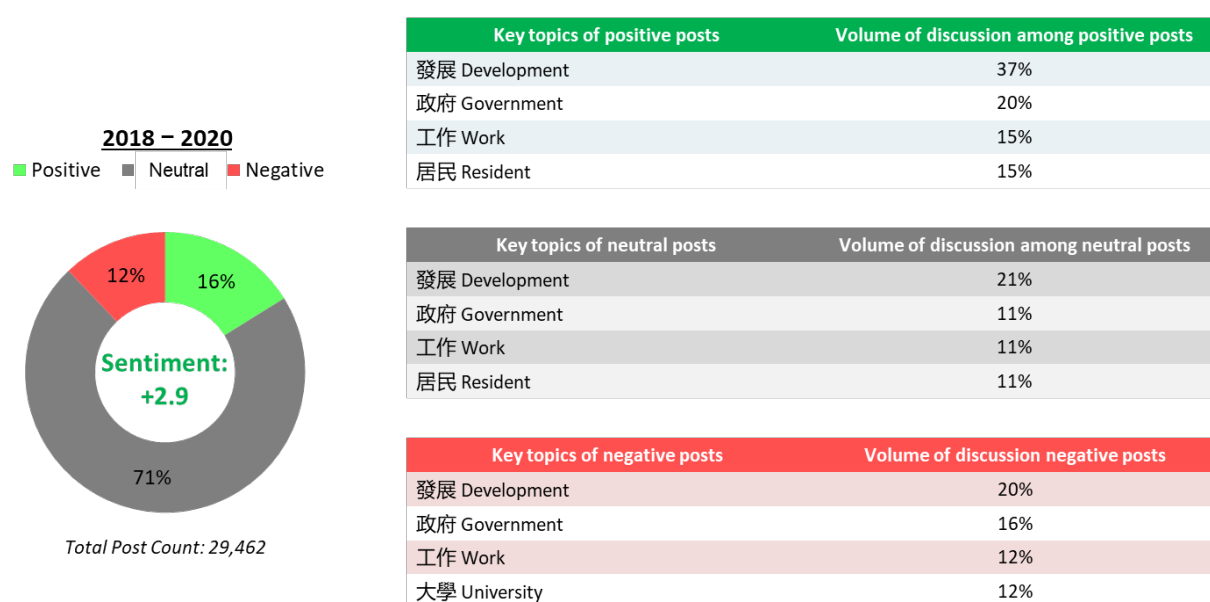 2018 – 2020
Positive Neutral Negative
12% 16%
Sentiment:
+2.9
71%
Total Post Count: 29,462
Key topics of positive posts Volume of discussion among positive posts
發展 Development 37%
政府 Government 20%
工作 Work 15%
居民 Resident 15%
Key topics of neutral posts Volume of discussion among neutral posts
發展 Development 21%
政府 Government 11%
工作 Work 11%
居民 Resident 11%
Key topics of negative posts Volume of discussion negative posts
發展 Development 20%
政府 Government 16%
工作 Work 12%
大學 University 12%